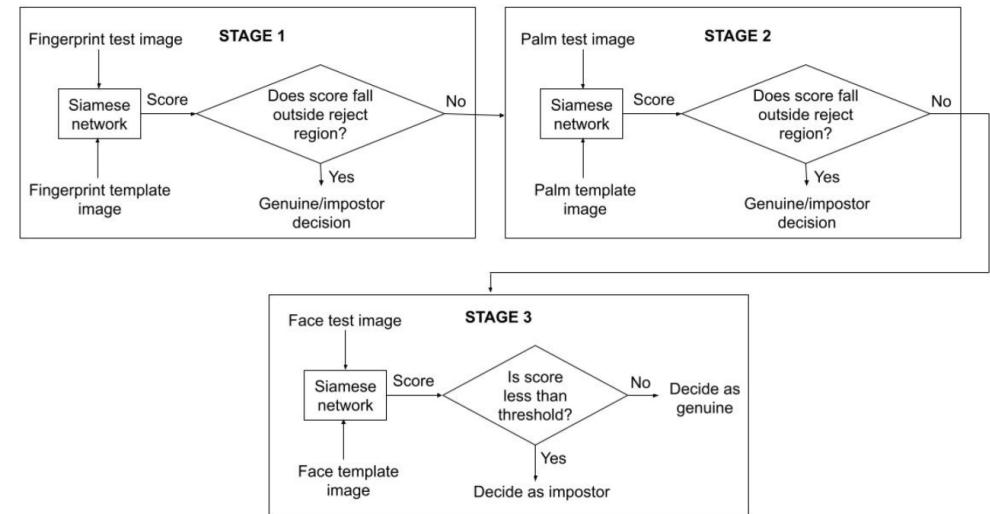 STAGE 1
Fingerprint test image
Siamese
network
Score
Does score fall
outside reject
region?
No
Yes
Fingerprint template
image
Genuine/impostor
decision
STAGE 2
Palm test image
Siamese
network
Score
Does score fall
outside reject
region?
No
Yes
Palm template
image
Genuine/impostor
decision
STAGE 3
Face test image
Siamese
network
Score
Is score
less than
threshold?
No
Decide as
genuine
Yes
Face template
image
Decide as impostor